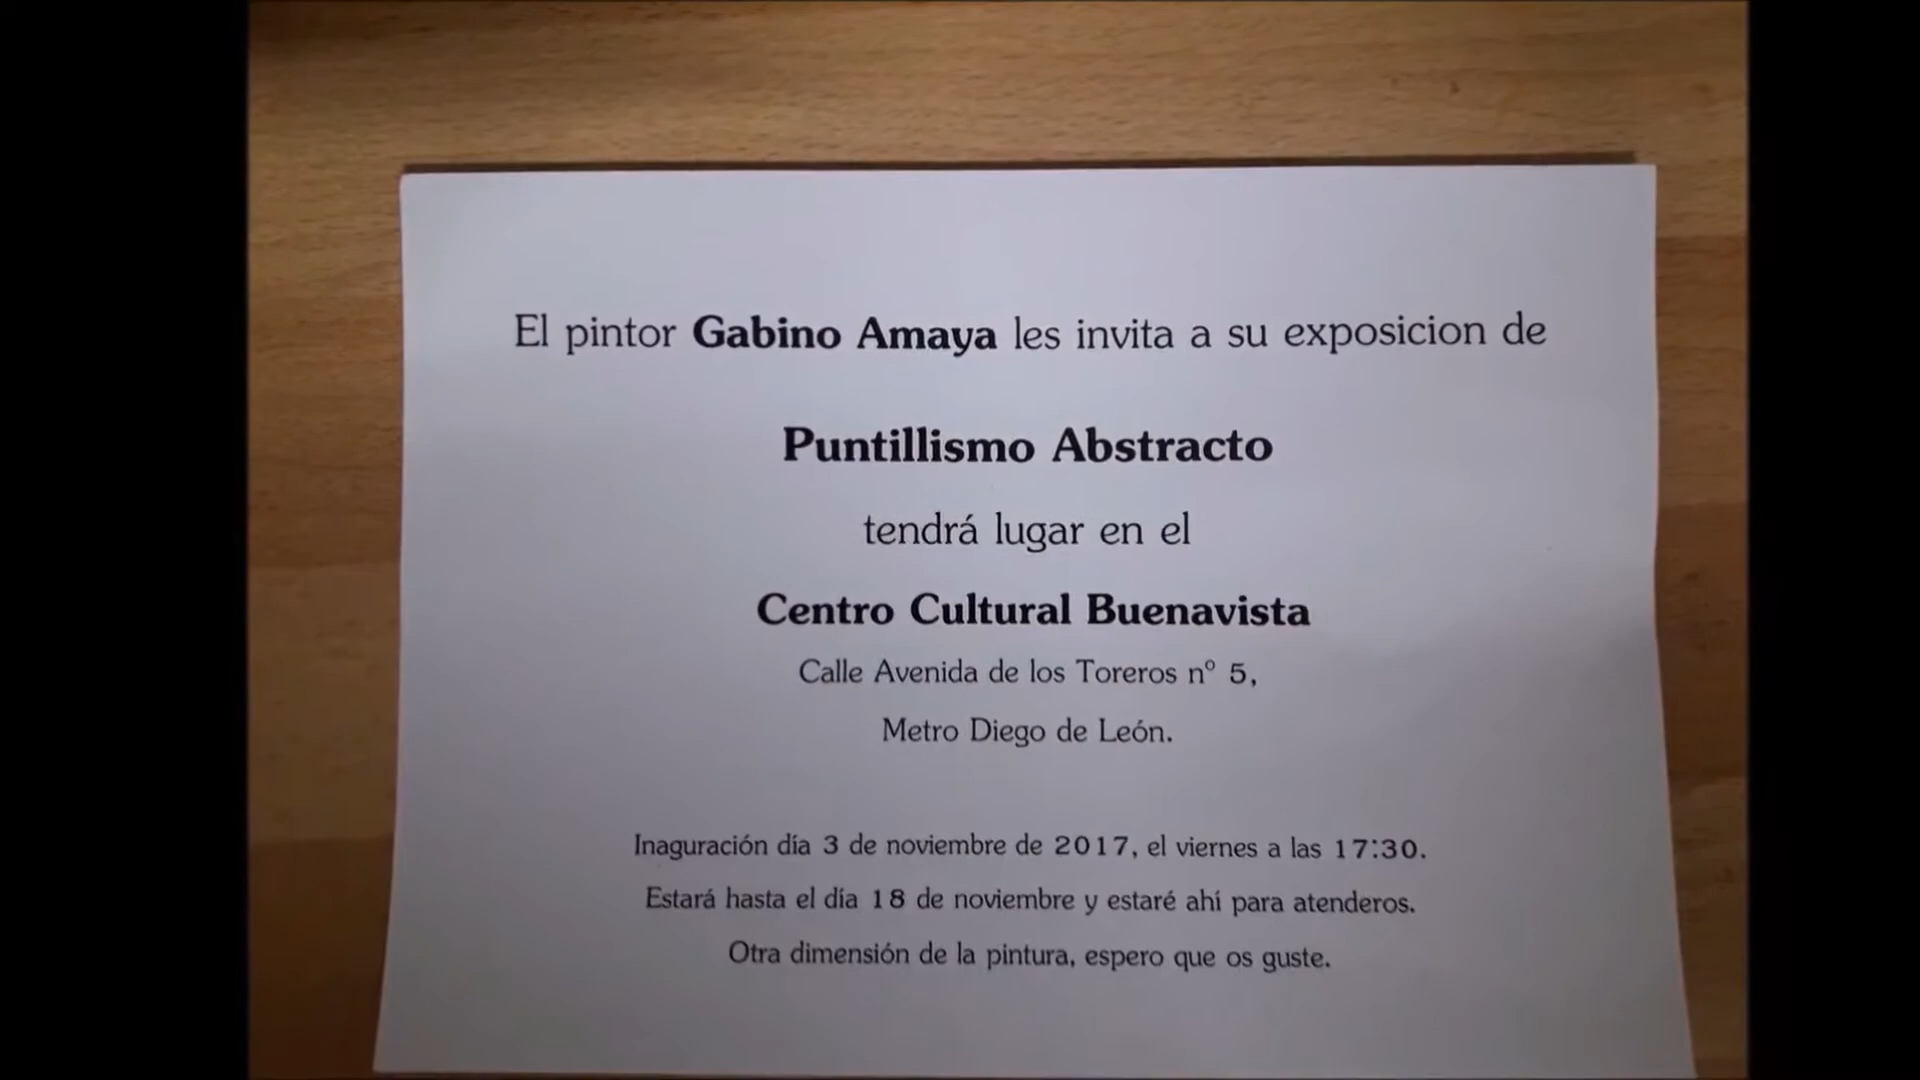 El pintor Gabino Amaya les invita a su exposicion de
Puntillismo Abstracto
tendrá lugar en el
Centro Cultural Buenavista
Calle Avenida de los Toreros nº 5,
Metro Diego de León.
Inaguración día 3 de noviembre de 2017, el viernes a las 17:30.
Estará hasta el día 18 de noviembre y estaré ahí para atenderos.
Otra dimensión de la pintura, espero que os guste.